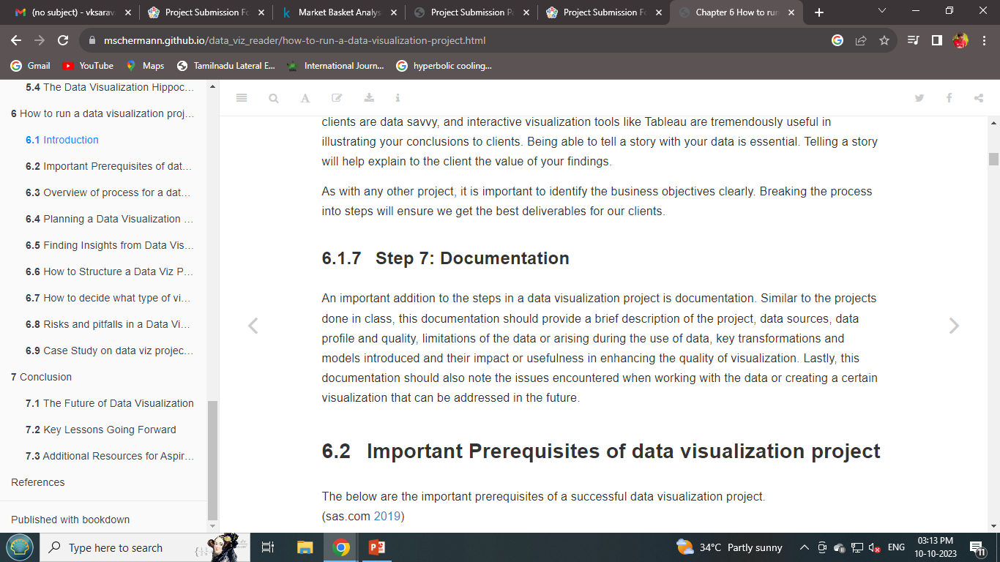 (no subject) - vksarav
Project Submission Fo
Market Basket Analys
Project Submission Pa
Project Submission Fo
Chapter 6 How to run
mschermann.github.io/data_viz_reader/how-to-run-a-data-visualization-project.html
Gmail
YouTube
Maps
Tamilnadu Lateral E...
International Journ...
hyperbolic cooling...
5.4 The Data Visualization Hippoc...
6 How to run a data visualization proj...
6.1 Introduction
6.2 Important Prerequisites of dat...
6.3 Overview of process for a dat...
6.4 Planning a Data Visualization ...
6.5 Finding Insights from Data Vis...
6.6 How to Structure a Data Viz P...
6.7 How to decide what type of vi...
6.8 Risks and pitfalls in a Data Vi...
6.9 Case Study on data viz projec...
7 Conclusion
7.1 The Future of Data Visualization
7.2 Key Lessons Going Forward
7.3 Additional Resources for Aspir...
References
Published with bookdown
clients are data savvy, and interactive visualization tools like Tableau are tremendously useful in
illustrating your conclusions to clients. Being able to tell a story with your data is essential. Telling a story
will help explain to the client the value of your findings.
As with any other project, it is important to identify the business objectives clearly. Breaking the process
into steps will ensure we get the best deliverables for our clients.
6.1.7 Step 7: Documentation
An important addition to the steps in a data visualization project is documentation. Similar to the projects
done in class, this documentation should provide a brief description of the project, data sources, data
profile and quality, limitations of the data or arising during the use of data, key transformations and
models introduced and their impact or usefulness in enhancing the quality of visualization. Lastly, this
documentation should also note the issues encountered when working with the data or creating a certain
visualization that can be addressed in the future.
6.2 Important Prerequisites of data visualization project
The below are the important prerequisites of a successful data visualization project.
(sas.com 2019)
Type here to search
34°C Partly sunny
ENG
03:13 PM
10-10-2023
11